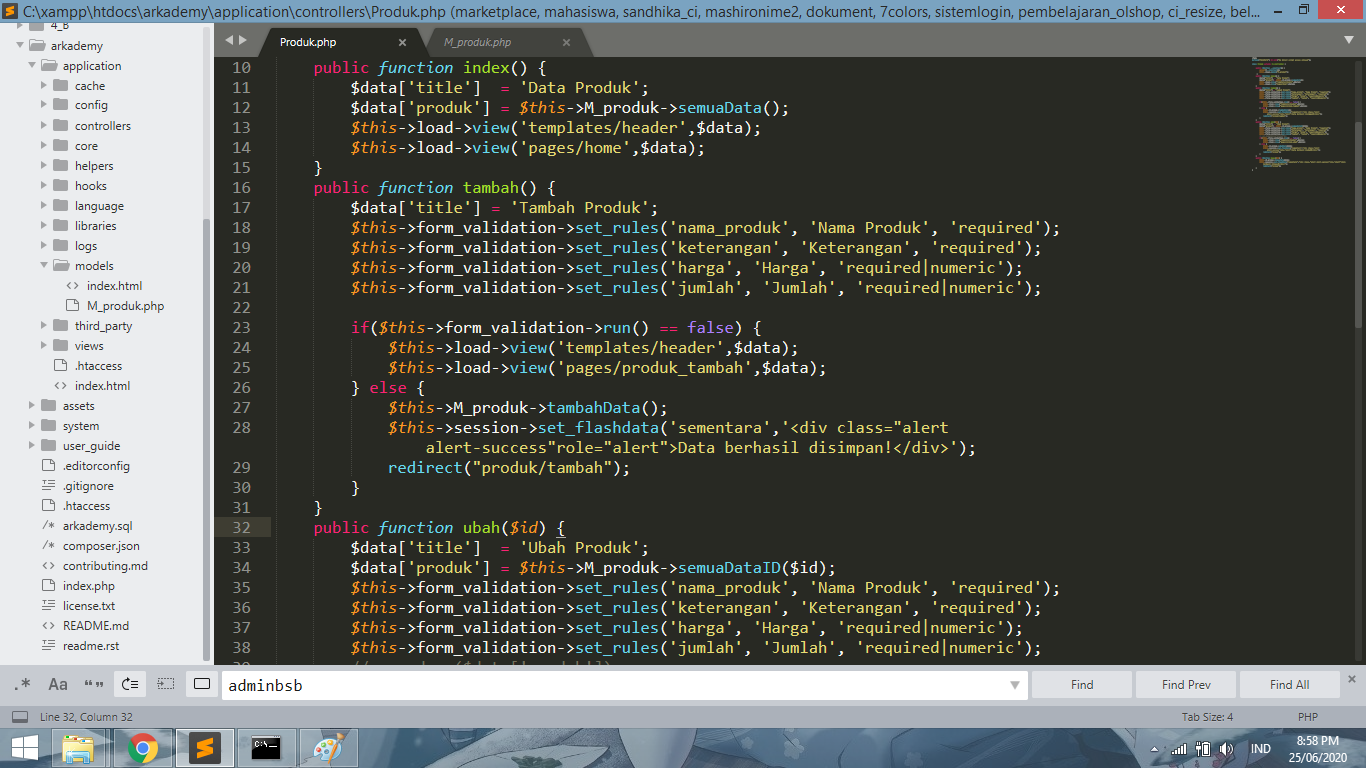 C:\xampp\htdocs\arkademy\application\controllers\Produk.php (marketplace, mahasiswa, sandhika_ci, mashironime2, dokument, 7colors, sistemlogin, pembelajaran_olshop, ci_resize, bel...
4_B
arkademy
application
cache
config
controllers
core
helpers
hooks
language
libraries
logs
models
index.html
M_produk.php
third_party
views
.htaccess
index.html
assets
system
user_guide
.editorconfig
.gitignore
.htaccess
arkademy.sql
composer.json
contributing.md
index.php
license.txt
README.md
readme.rst
Produk.php
M_produk.php
10 public function index() {
11 $data['title']  = 'Data Produk';
12 $data['produk'] = $this->M_produk->semuaData();
13 $this->load->view('templates/header',$data);
14 $this->load->view('pages/home',$data);
15 }
16 public function tambah() {
17 $data['title'] = 'Tambah Produk';
18 $this->form_validation->set_rules('nama_produk', 'Nama Produk', 'required');
19 $this->form_validation->set_rules('keterangan', 'Keterangan', 'required');
20 $this->form_validation->set_rules('harga', 'Harga', 'required|numeric');
21 $this->form_validation->set_rules('jumlah', 'Jumlah', 'required|numeric');
22
23 if($this->form_validation->run() == false) {
24 $this->load->view('templates/header',$data);
25 $this->load->view('pages/produk_tambah',$data);
26 } else {
27 $this->M_produk->tambahData();
28 $this->session->set_flashdata('sementara','<div class="alert
alert-success"role="alert">Data berhasil disimpan!</div>');
29 redirect("produk/tambah");
30 }
31 }
32 public function ubah($id) {
33 $data['title']  = 'Ubah Produk';
34 $data['produk'] = $this->M_produk->semuaDataID($id);
35 $this->form_validation->set_rules('nama_produk', 'Nama Produk', 'required');
36 $this->form_validation->set_rules('keterangan', 'Keterangan', 'required');
37 $this->form_validation->set_rules('harga', 'Harga', 'required|numeric');
38 $this->form_validation->set_rules('jumlah', 'Jumlah', 'required|numeric');
.* Aa “”
adminbsb
Find
Find Prev
Find All
Line 32, Column 32
Tab Size: 4
PHP
IND
8:58 PM
25/06/2020